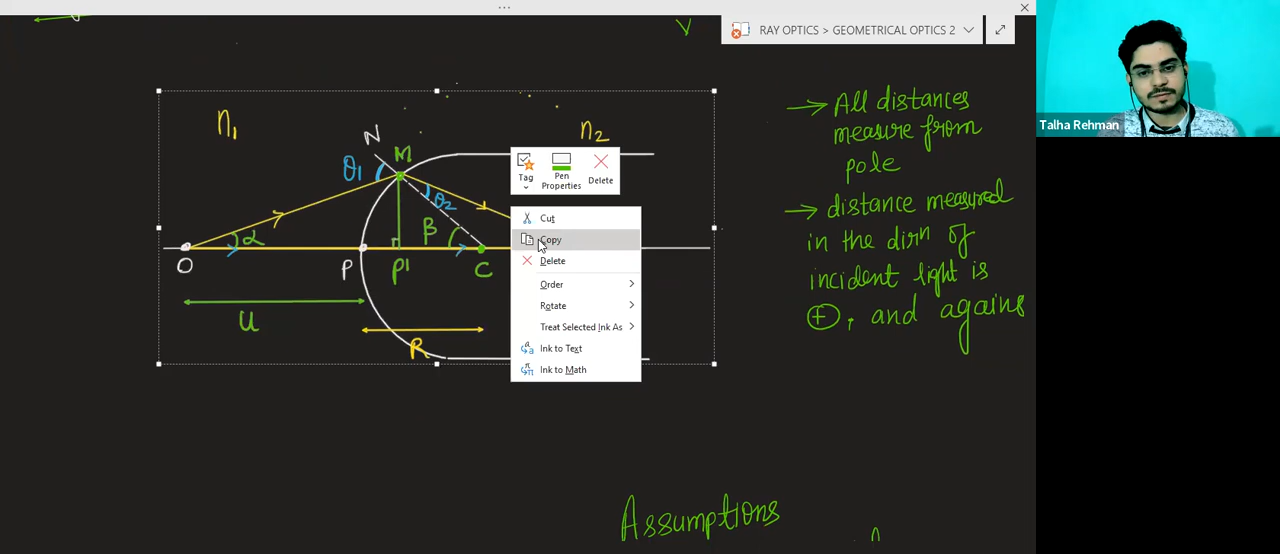 RAY OPTICS > GEOMETRICAL OPTICS 2
Talha Rehman
n1
n2
N
M
θ1
θ2
α
β
O
P
P'
C
u
R
Tag
Pen
Properties
Delete
Cut
Copy
Delete
Order
Rotate
Treat Selected Ink As
Ink to Text
Ink to Math
→ All distances
measure from
pole
→ distance measured
in the dirn of
incident light is
⊕, and agains
Assumptions